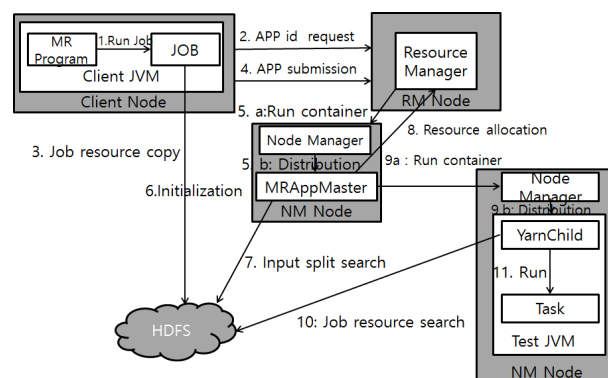 MR
Program
1.Run Job
JOB
Client JVM
Client Node
2. APP id request
4. APP submission
Resource
Manager
RM Node
5. a:Run container
Node Manager
5. b: Distribution
MRAppMaster
NM Node
8. Resource allocation
9a : Run container
3. Job resource copy
6.Initialization
7. Input split search
HDFS
10: Job resource search
Node
Manager
9.b: Distribution
YarnChild
11. Run
Task
Test JVM
NM Node